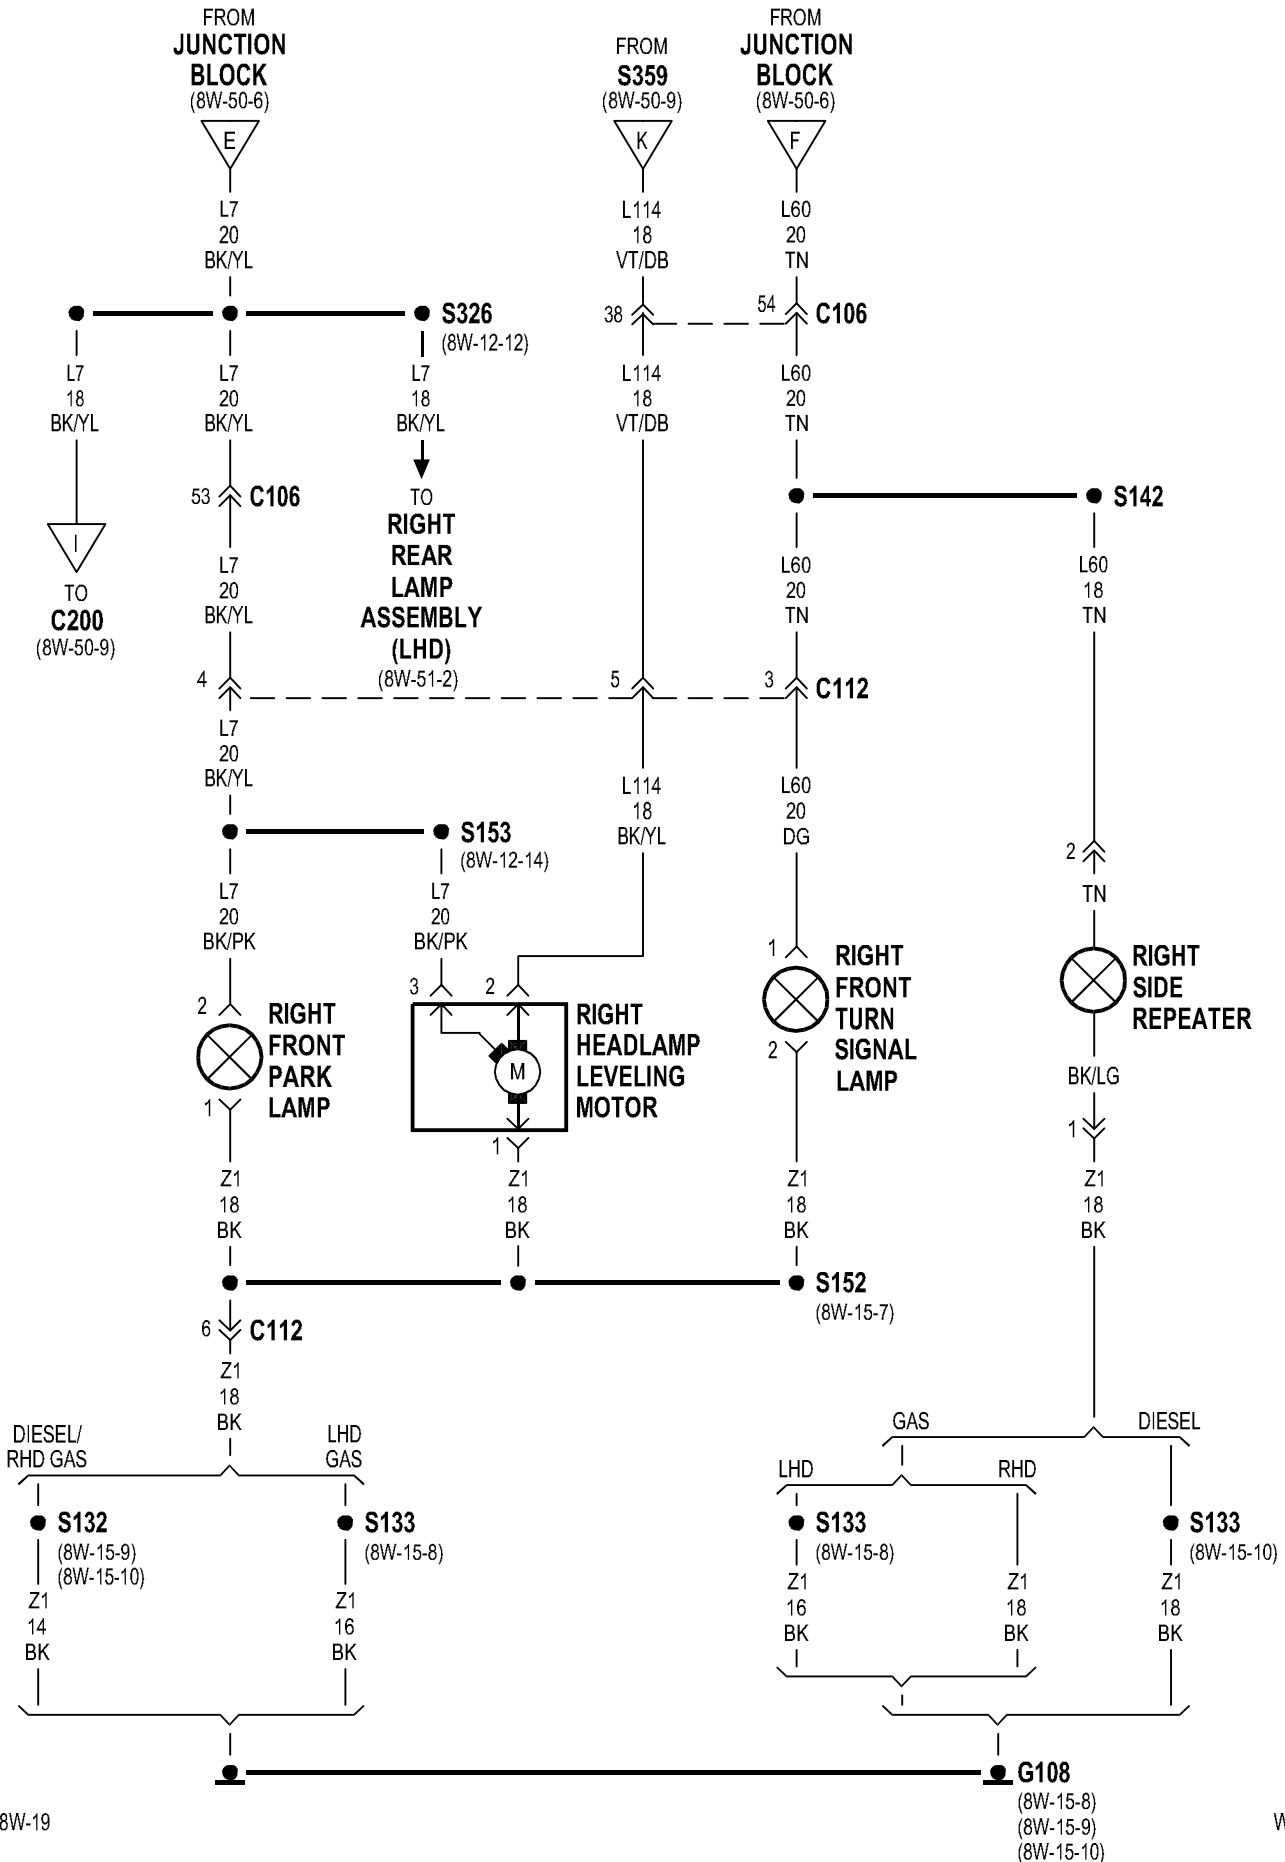 FROM
JUNCTION
BLOCK
(8W-50-6)
E
FROM
S359
(8W-50-9)
K
FROM
JUNCTION
BLOCK
(8W-50-6)
F
L7
20
BK/YL
L114
18
VT/DB
L60
20
TN
S326
(8W-12-12)
38
54
C106
L7
18
BK/YL
L7
20
BK/YL
L7
18
BK/YL
L114
18
VT/DB
L60
20
TN
53
C106
S142
I
TO
C200
(8W-50-9)
TO
RIGHT
REAR
LAMP
ASSEMBLY
(LHD)
(8W-51-2)
L7
20
BK/YL
L60
20
TN
L60
18
TN
4
5
3
C112
L7
20
BK/YL
L114
18
BK/YL
L60
20
DG
S153
(8W-12-14)
L7
20
BK/PK
L7
20
BK/PK
2
TN
2
RIGHT
FRONT
PARK
LAMP
1
3
2
M
1
RIGHT
HEADLAMP
LEVELING
MOTOR
1
RIGHT
FRONT
TURN
SIGNAL
LAMP
2
RIGHT
SIDE
REPEATER
BK/LG
1
Z1
18
BK
Z1
18
BK
Z1
18
BK
Z1
18
BK
S152
(8W-15-7)
6
C112
Z1
18
BK
DIESEL/
RHD GAS
LHD
GAS
GAS
DIESEL
LHD
RHD
S132
(8W-15-9)
(8W-15-10)
S133
(8W-15-8)
S133
(8W-15-8)
S133
(8W-15-10)
Z1
14
BK
Z1
16
BK
Z1
16
BK
Z1
18
BK
Z1
18
BK
G108
(8W-15-8)
(8W-15-9)
(8W-15-10)
8W-19
W